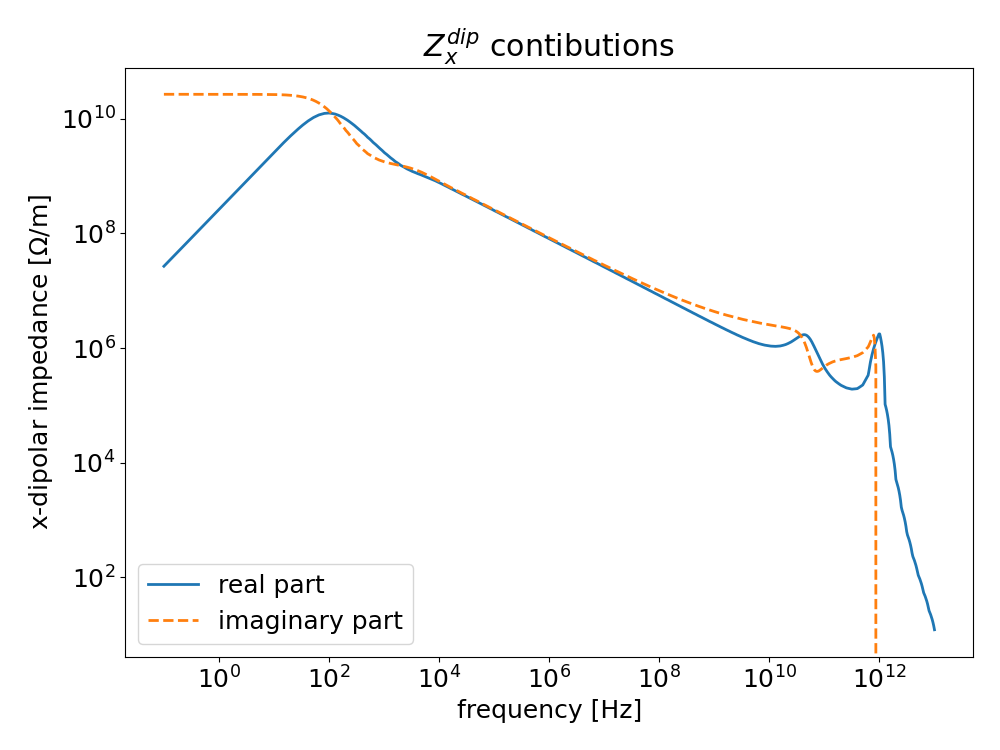 $Z_x^{dip}$ contibutions
x-dipolar impedance [Ω/m]
10^10
10^8
10^6
10^4
10^2
real part
imaginary part
10^0 10^2 10^4 10^6 10^8 10^10 10^12
frequency [Hz]